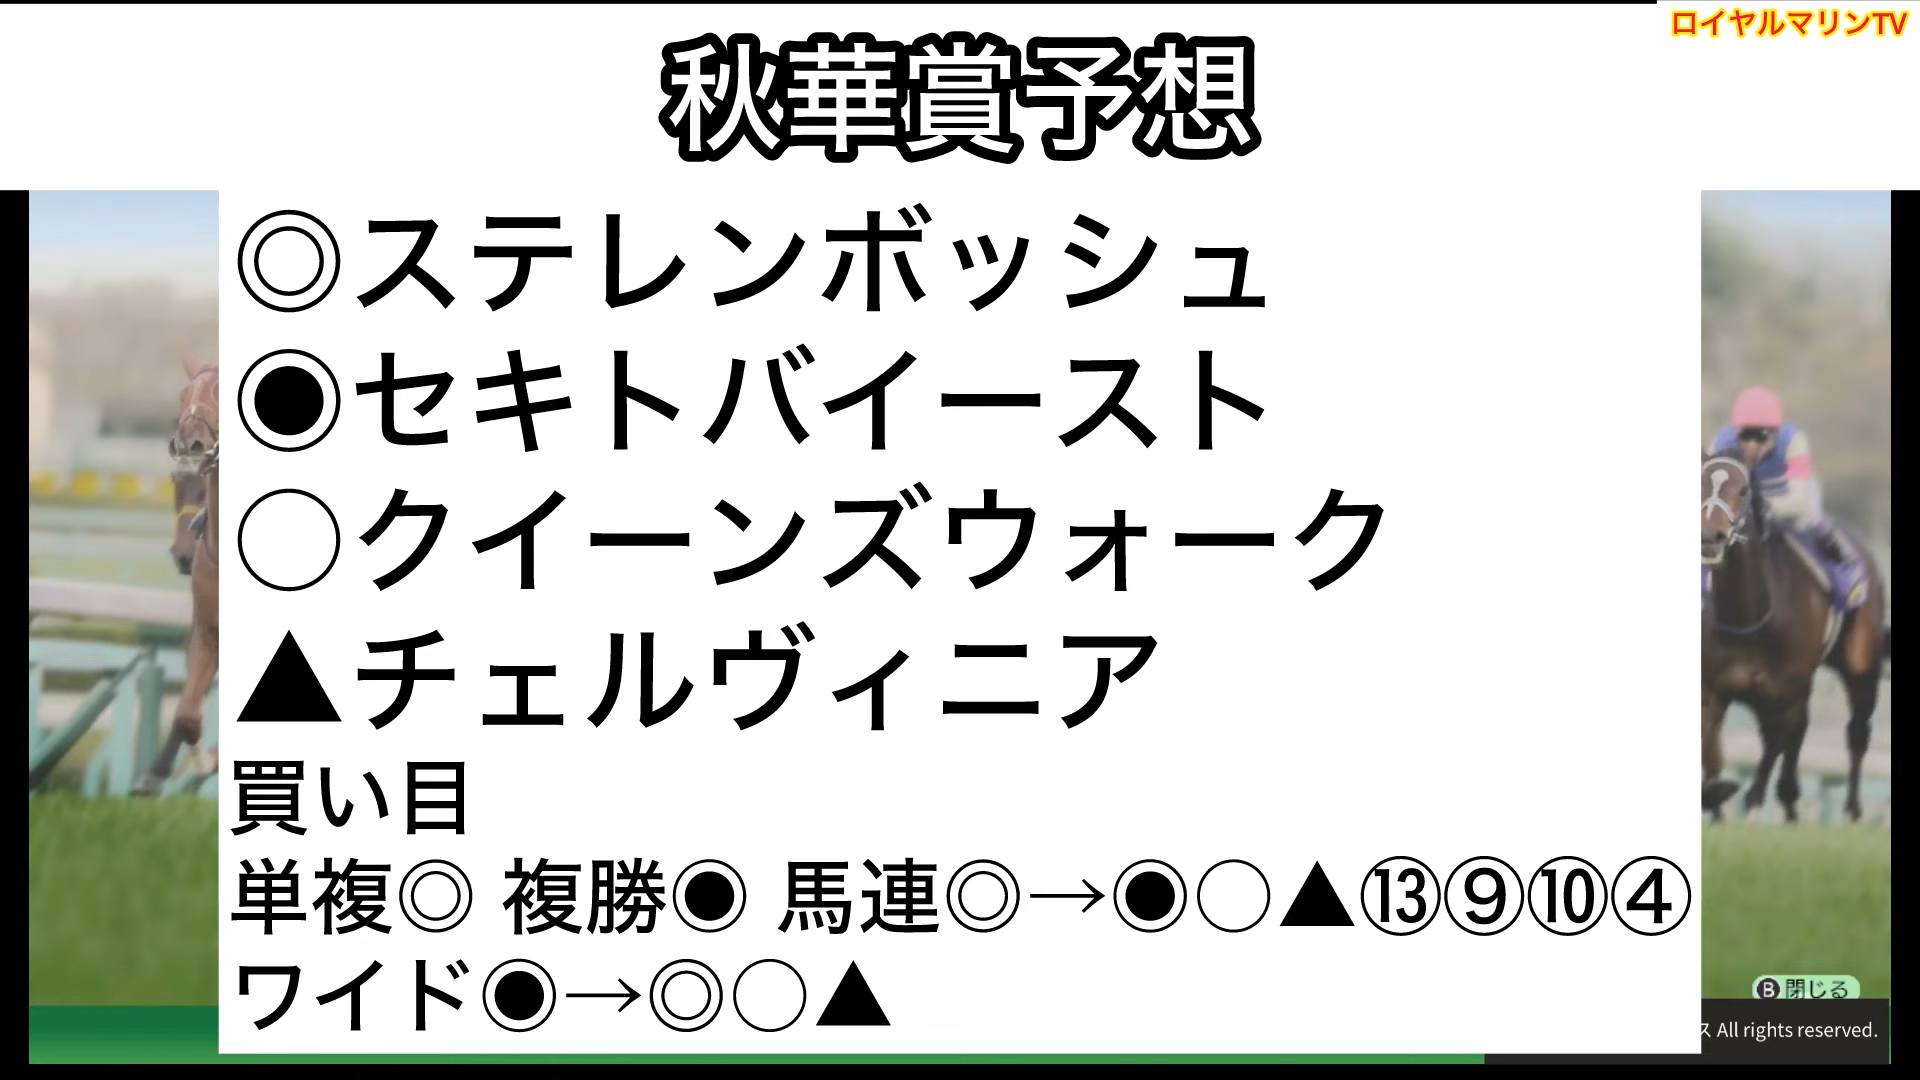 ロイヤルマリンTV
秋華賞予想
◎ステレンボッシュ
◉セキトバイースト
○クイーンズウォーク
▲チェルヴィニア
買い目
単複◎ 複勝◉ 馬連◎→◉○▲⑬⑨⑩④
ワイド◉→◎○▲
B閉じる
ス All rights reserved.